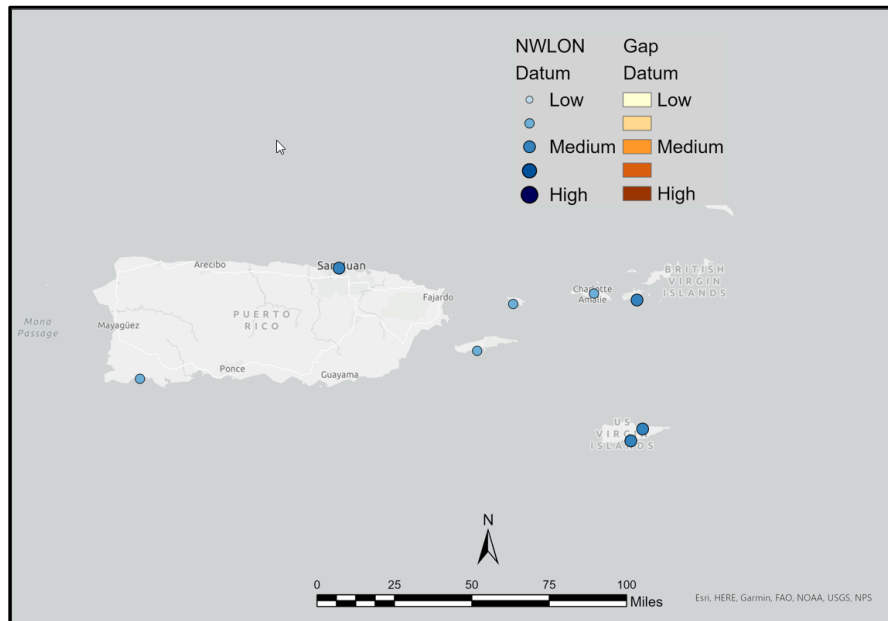 NWLON Gap
Datum Datum
Low Low
Medium Medium
High High
Arecibo
San Juan
Fajardo
Charlotte
Amalie
BRITISH
VIRGIN
ISLANDS
Mona
Passage
Mayagüez
PUERTO
RICO
Ponce
Guayama
US
VIRGIN
ISLANDS
N
0 25 50 75 100
Miles
Esri, HERE, Garmin, FAO, NOAA, USGS, NPS